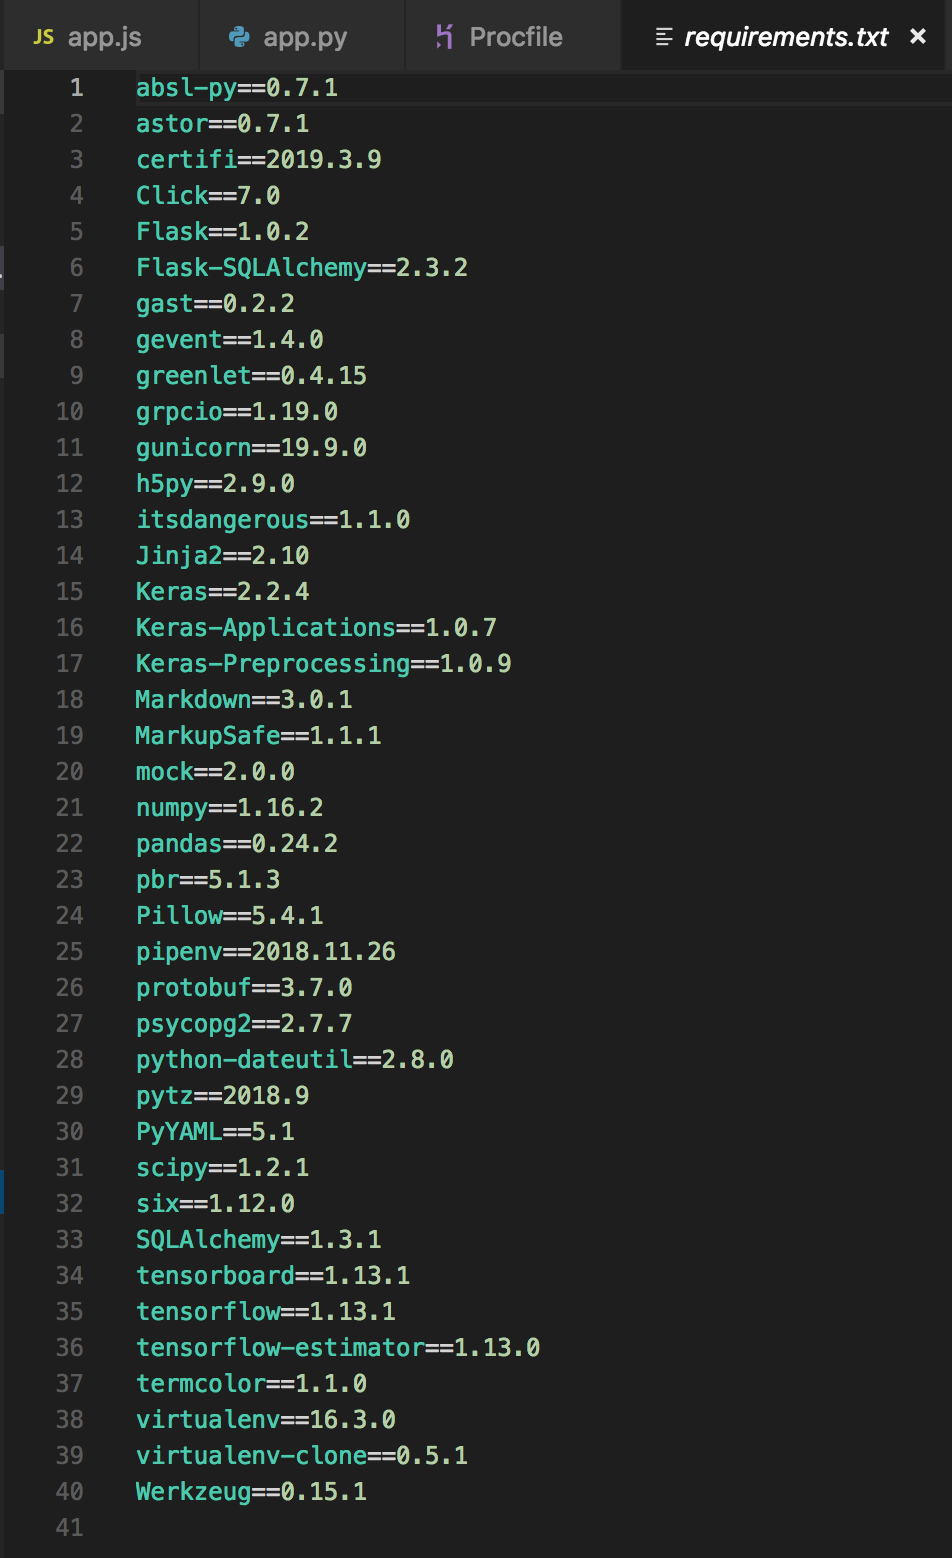 app.js app.py Procfile requirements.txt ×
1 absl-py==0.7.1
2 astor==0.7.1
3 certifi==2019.3.9
4 Click==7.0
5 Flask==1.0.2
6 Flask-SQLAlchemy==2.3.2
7 gast==0.2.2
8 gevent==1.4.0
9 greenlet==0.4.15
10 grpcio==1.19.0
11 gunicorn==19.9.0
12 h5py==2.9.0
13 itsdangerous==1.1.0
14 Jinja2==2.10
15 Keras==2.2.4
16 Keras-Applications==1.0.7
17 Keras-Preprocessing==1.0.9
18 Markdown==3.0.1
19 MarkupSafe==1.1.1
20 mock==2.0.0
21 numpy==1.16.2
22 pandas==0.24.2
23 pbr==5.1.3
24 Pillow==5.4.1
25 pipenv==2018.11.26
26 protobuf==3.7.0
27 psycopg2==2.7.7
28 python-dateutil==2.8.0
29 pytz==2018.9
30 PyYAML==5.1
31 scipy==1.2.1
32 six==1.12.0
33 SQLAlchemy==1.3.1
34 tensorboard==1.13.1
35 tensorflow==1.13.1
36 tensorflow-estimator==1.13.0
37 termcolor==1.1.0
38 virtualenv==16.3.0
39 virtualenv-clone==0.5.1
40 Werkzeug==0.15.1
41